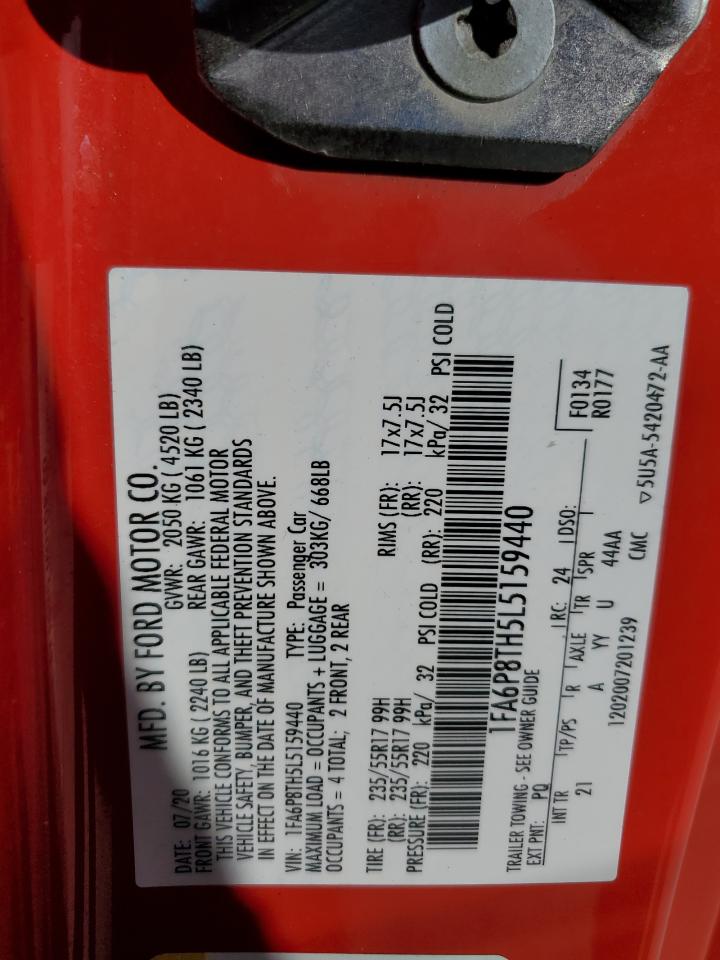 MFD. BY FORD MOTOR CO.
DATE: 07/20 GVWR: 2050 KG ( 4520 LB)
FRONT GAWR: 1016 KG ( 2240 LB) REAR GAWR: 1061 KG ( 2340 LB)
THIS VEHICLE CONFORMS TO ALL APPLICABLE FEDERAL MOTOR
VEHICLE SAFETY, BUMPER, AND THEFT PREVENTION STANDARDS
IN EFFECT ON THE DATE OF MANUFACTURE SHOWN ABOVE.
VIN: 1FA6P8TH5L5159440 TYPE: Passenger Car
MAXIMUM LOAD = OCCUPANTS + LUGGAGE = 303KG/ 668LB
OCCUPANTS = 4 TOTAL; 2 FRONT, 2 REAR
TIRE (FR): 235/55R17 99H RIMS (FR): 17x7.5J
(RR): 235/55R17 99H (RR): 17x7.5J
PRESSURE (FR): 220 kPa/ 32 PSI COLD (RR): 220 kPa/ 32 PSI COLD
1FA6P8TH5L5159440
TRAILER TOWING - SEE OWNER GUIDE
EXT PNT: PQ RC: 24 DSO: F0134
R0177
INT TR TP/PS R AXLE TR SPR
21 A YY U 44AA
1202007201239 CMC ▽5U5A-5420472-AA